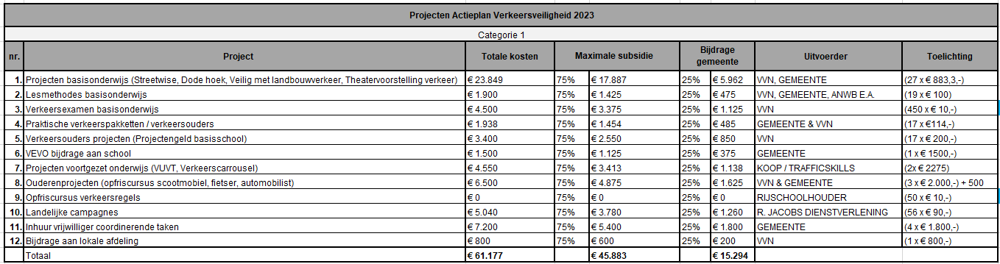 Projecten Actieplan Verkeersveiligheid 2023
Categorie 1
nr. Project Totale kosten Maximale subsidie Bijdrage gemeente Uitvoerder Toelichting
1. Projecten basisonderwijs (Streetwise, Dode hoek, Veilig met landbouwverkeer, Theatervoorstelling verkeer) € 23.849 75% € 17.887 25% € 5.962 VVN, GEMEENTE (27 x € 883,3,-)
2. Lesmethodes basisonderwijs € 1.900 75% € 1.425 25% € 475 VVN, GEMEENTE, ANWB E.A. (19 x € 100)
3. Verkeersexamen basisonderwijs € 4.500 75% € 3.375 25% € 1.125 VVN (450 x € 10,-)
4. Praktische verkeerspakketten / verkeersouders € 1.938 75% € 1.454 25% € 485 GEMEENTE & VVN (17 x €114,-)
5. Verkeersouders projecten (Projectengeld basisschool) € 3.400 75% € 2.550 25% € 850 VVN (17 x € 200,-)
6. VEVO bijdrage aan school € 1.500 75% € 1.125 25% € 375 GEMEENTE (1 x € 1500,-)
7. Projecten voortgezet onderwijs (VUVT, Verkeerscarrousel) € 4.550 75% € 3.413 25% € 1.138 KOOP / TRAFFICSKILLS (2x € 2275)
8. Ouderenprojecten (opfriscursus scootmobiel, fietser, automobilist) € 6.500 75% € 4.875 25% € 1.625 VVN & GEMEENTE (3 x € 2.000,-) + 500
9. Opfriscursus verkeersregels € 0 75% € 0 25% € 0 RIJSCHOOLHOUDER (50 x € 10,-)
10. Landelijke campagnes € 5.040 75% € 3.780 25% € 1.260 R. JACOBS DIENSTVERLENING (56 x € 90,-)
11. Inhuur vrijwilliger coordinerende taken € 7.200 75% € 5.400 25% € 1.800 GEMEENTE (4 x € 1.800,-)
12. Bijdrage aan lokale afdeling € 800 75% € 600 25% € 200 VVN (1 x € 800,-)
Totaal € 61.177 € 45.883 € 15.294